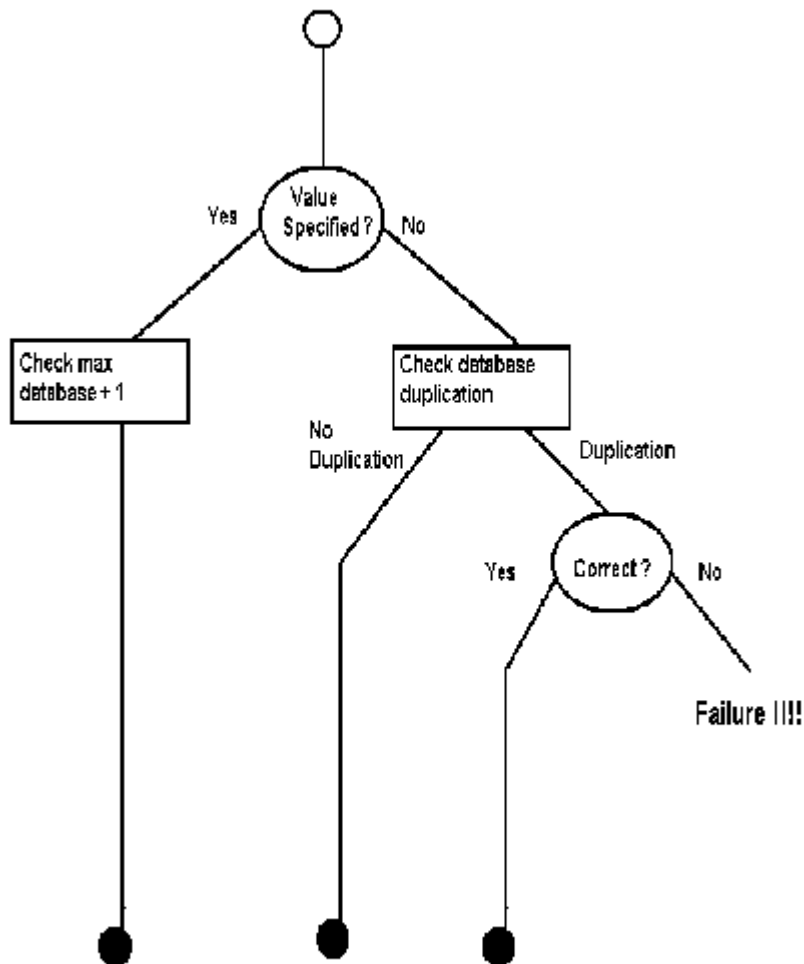 Value
Specified ?
Yes
No
Check max
database + 1
Check database
duplication
No
Duplication
Duplication
Yes
Correct ?
No
Failure !!!!